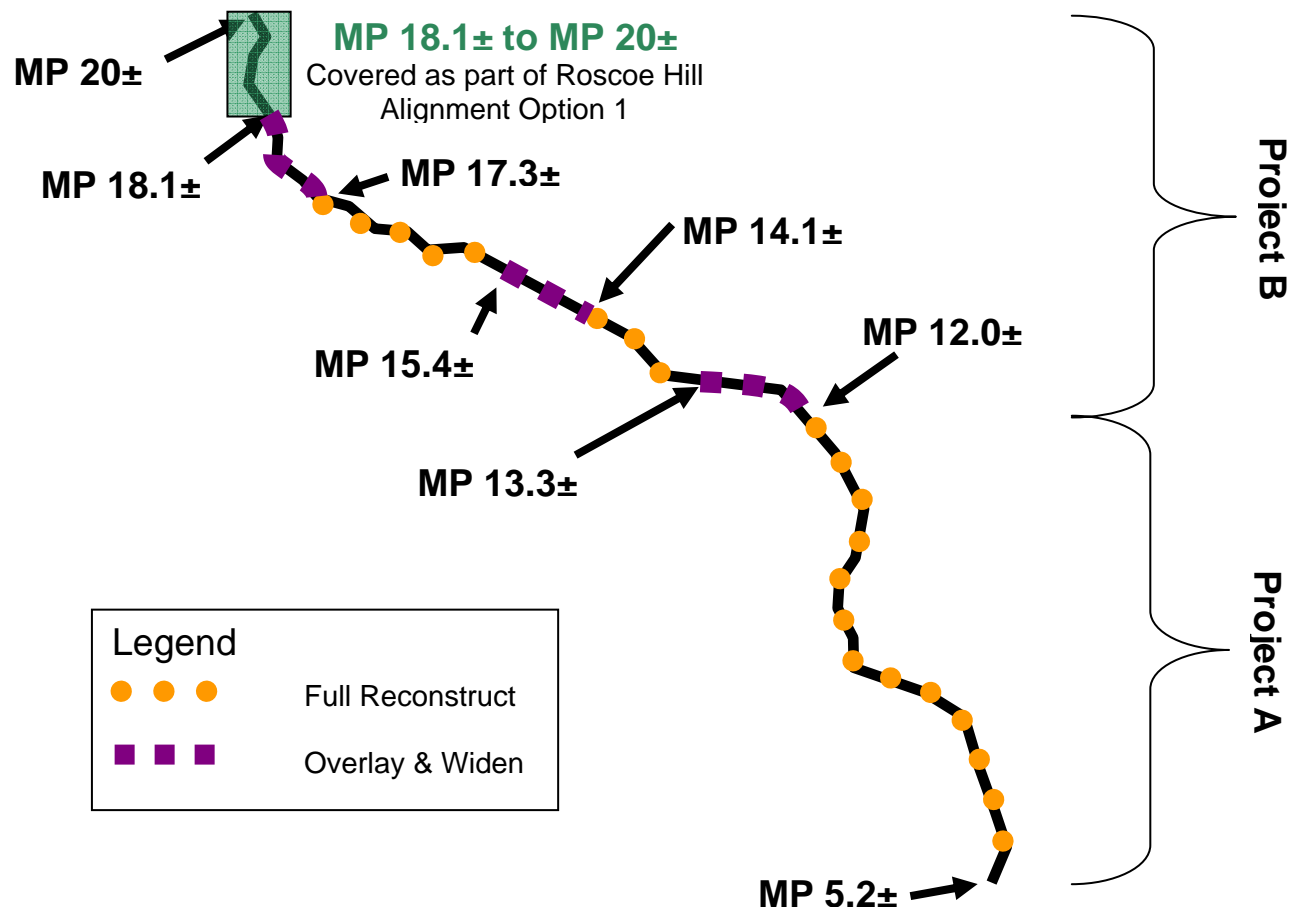 MP 18.1± to MP 20±
Covered as part of Roscoe Hill
Alignment Option 1
MP 20±
MP 18.1±
MP 17.3±
MP 14.1±
MP 15.4±
MP 12.0±
MP 13.3±
Project B
Project A
Legend
Full Reconstruct
Overlay & Widen
MP 5.2±